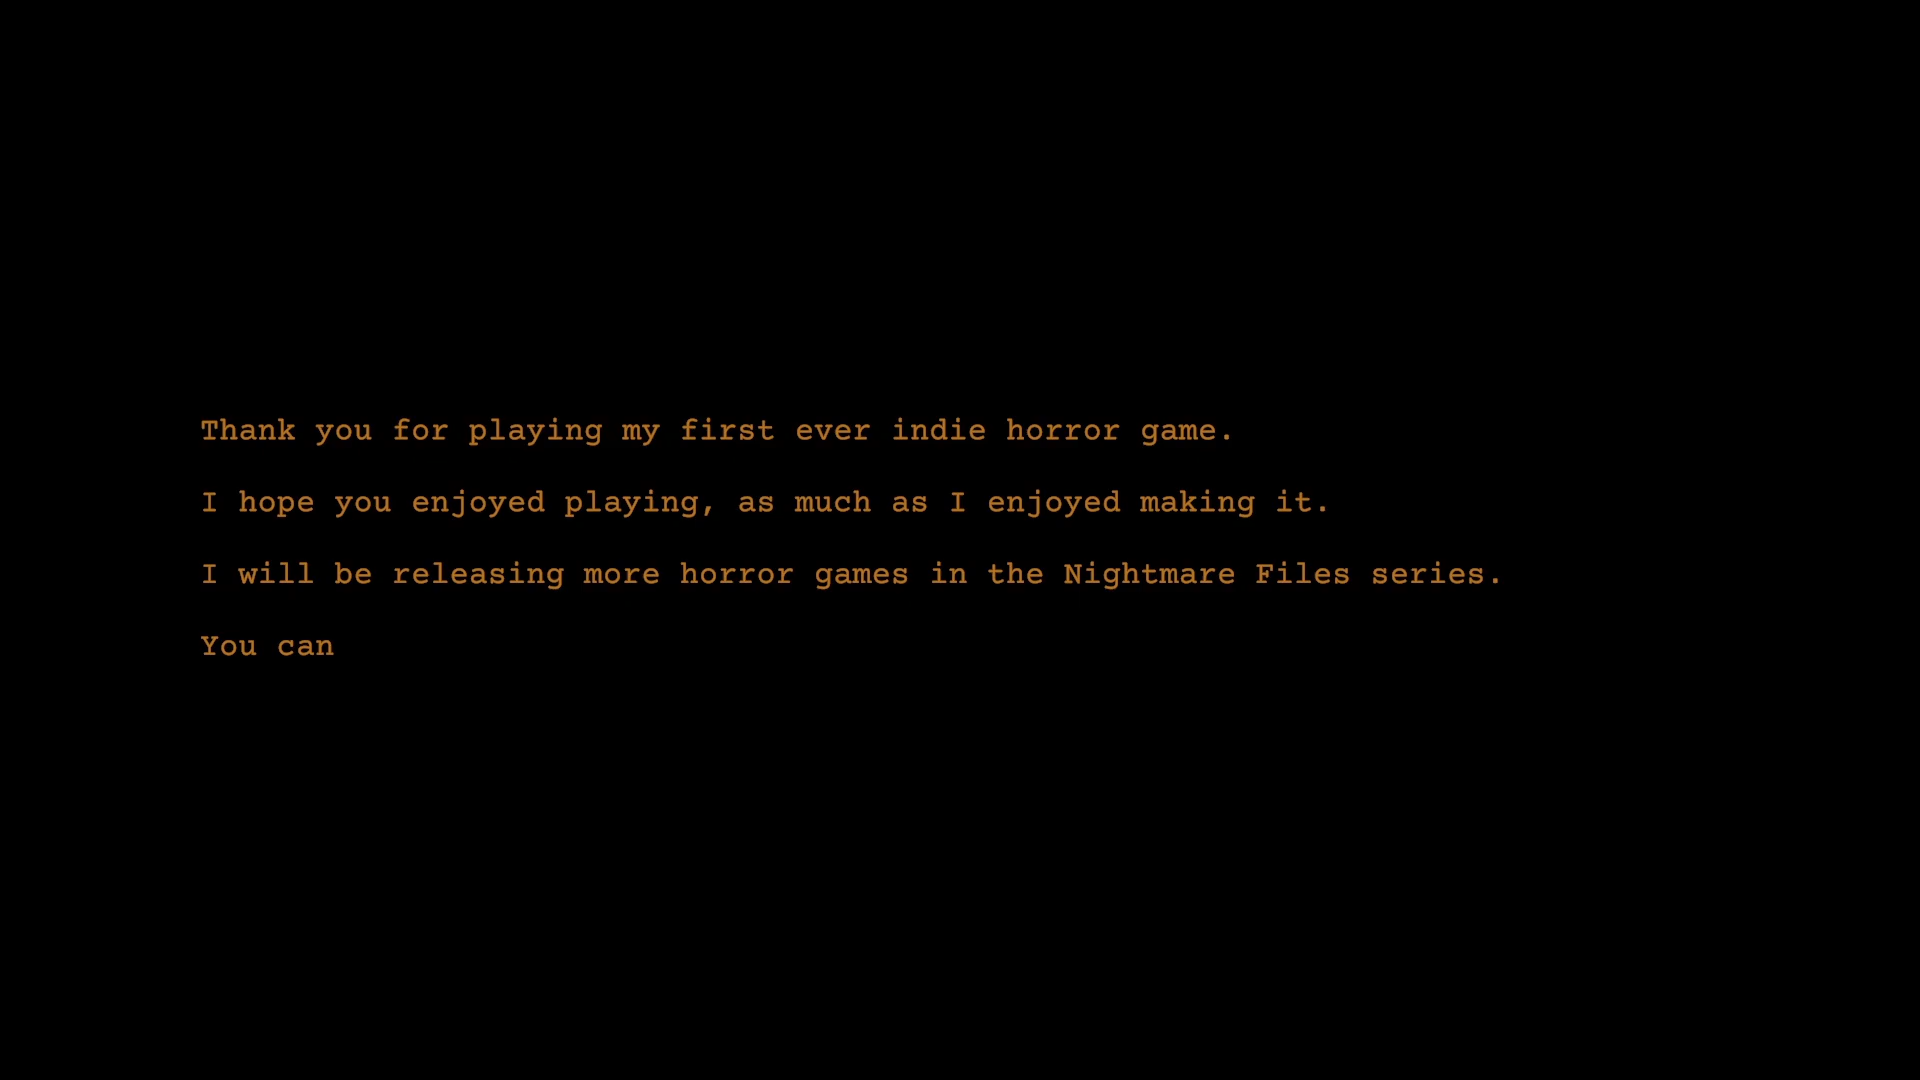 Thank you for playing my first ever indie horror game.
I hope you enjoyed playing, as much as I enjoyed making it.
I will be releasing more horror games in the Nightmare Files series.
You can